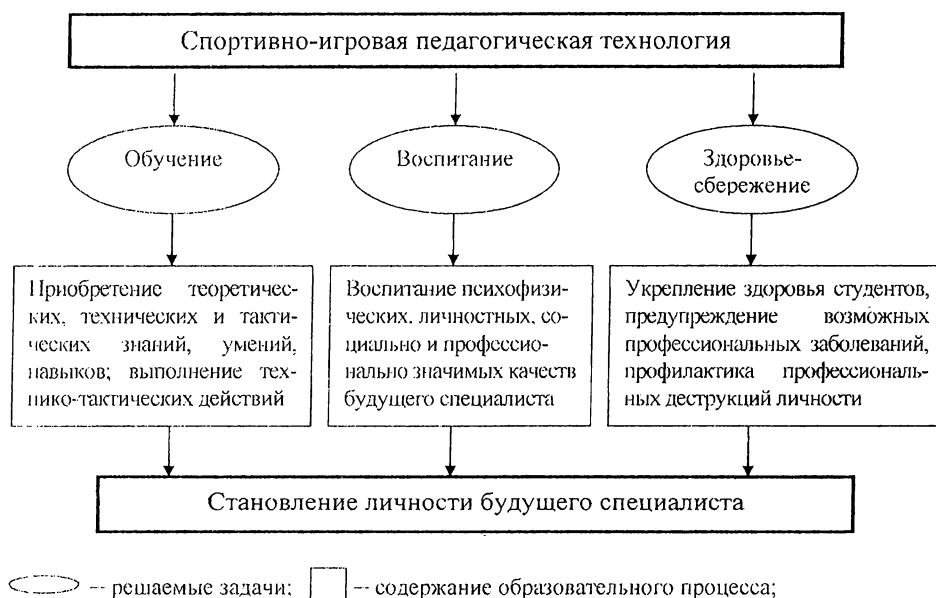 Спортивно-игровая педагогическая технология
Обучение
Воспитание
Здоровье-
сбережение
Приобретение теоретичес-
ких, технических и такти-
ческих знаний, умений,
навыков; выполнение тех-
нико-тактических действий
Воспитание психофизи-
ческих, личностных, со-
циально и профессио-
нально значимых качеств
будущего специалиста
Укрепление здоровья студентов,
предупреждение возможных
профессиональных заболеваний,
профилактика профессиональ-
ных деструкций личности
Становление личности будущего специалиста
– решаемые задачи; – содержание образовательного процесса;